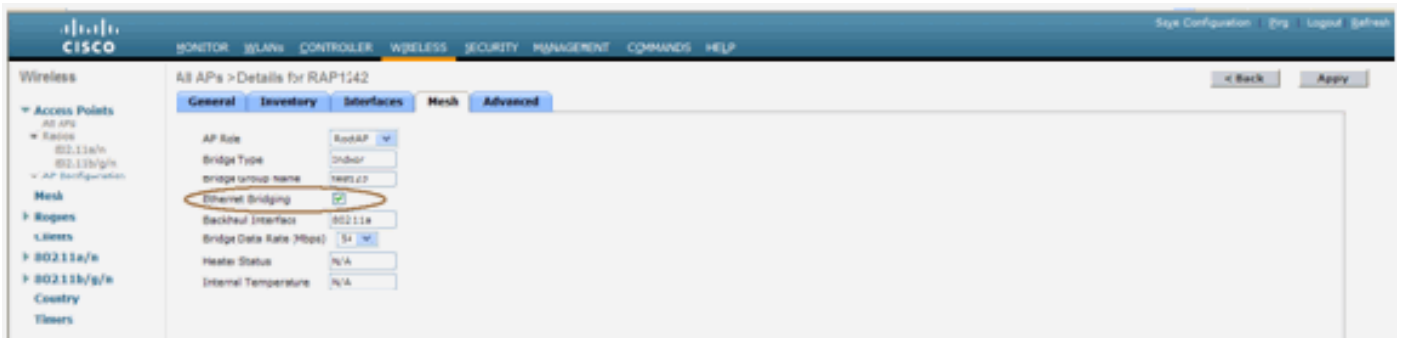 Save Configuration | Ping | Logout Refresh
CISCO
MONITOR WLANs CONTROLLER WIRELESS SECURITY MANAGEMENT COMMANDS HELP
Wireless
All APs > Details for RAP1242
< Back
Apply
General Inventory Interfaces Mesh Advanced
Access Points
All APs
Radios
802.11a/n
802.11b/g/n
AP Configuration
Mesh
Rogues
Clients
802.11a/n
802.11b/g/n
Country
Timers
AP Role RootAP
Bridge Type Indoor
Bridge Group Name
Ethernet Bridging
Backhaul Interface 80211a
Bridge Data Rate (Mbps) 54
Heater Status N/A
Internal Temperature N/A